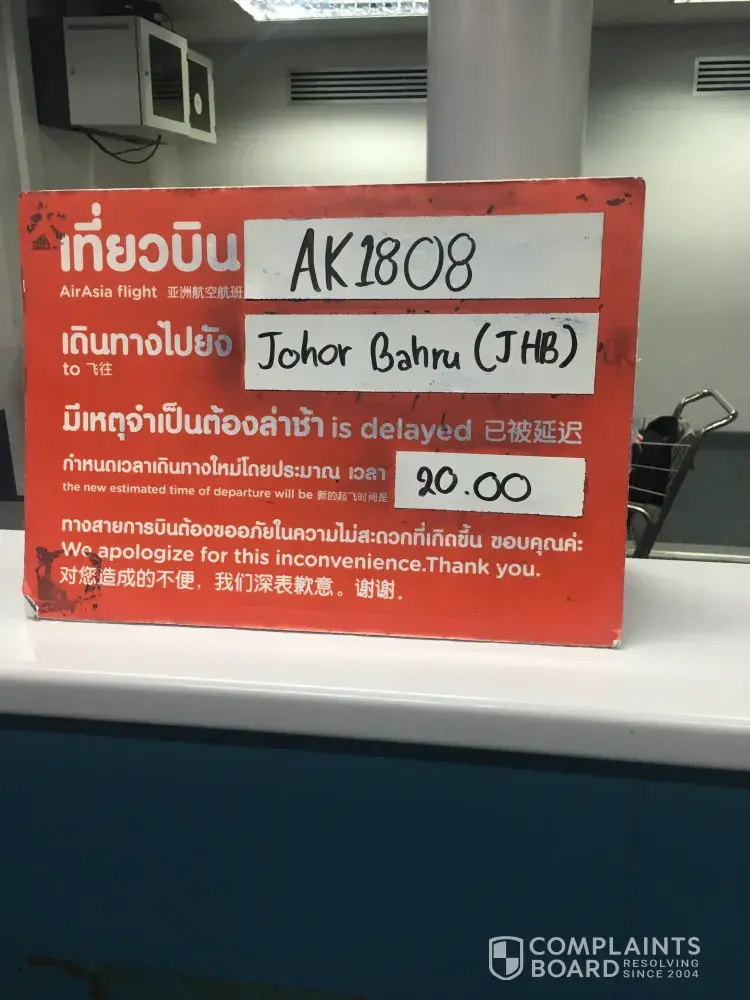 เที่ยวบิน AK1808
AirAsia flight 亚洲航空航班
เดินทางไปยัง Johor Bahru (JHB)
to 飞往
มีเหตุจำเป็นต้องล่าช้า is delayed 已被延迟
กำหนดเวลาเดินทางใหม่โดยประมาณ เวลา 20.00
the new estimated time of departure will be 新的起飞时间是
ทางสายการบินต้องขออภัยในความไม่สะดวกที่เกิดขึ้น ขอบคุณค่ะ
We apologize for this inconvenience.Thank you.
对您造成的不便，我们深表歉意。谢谢.
COMPLAINTS
BOARD RESOLVING SINCE 2004